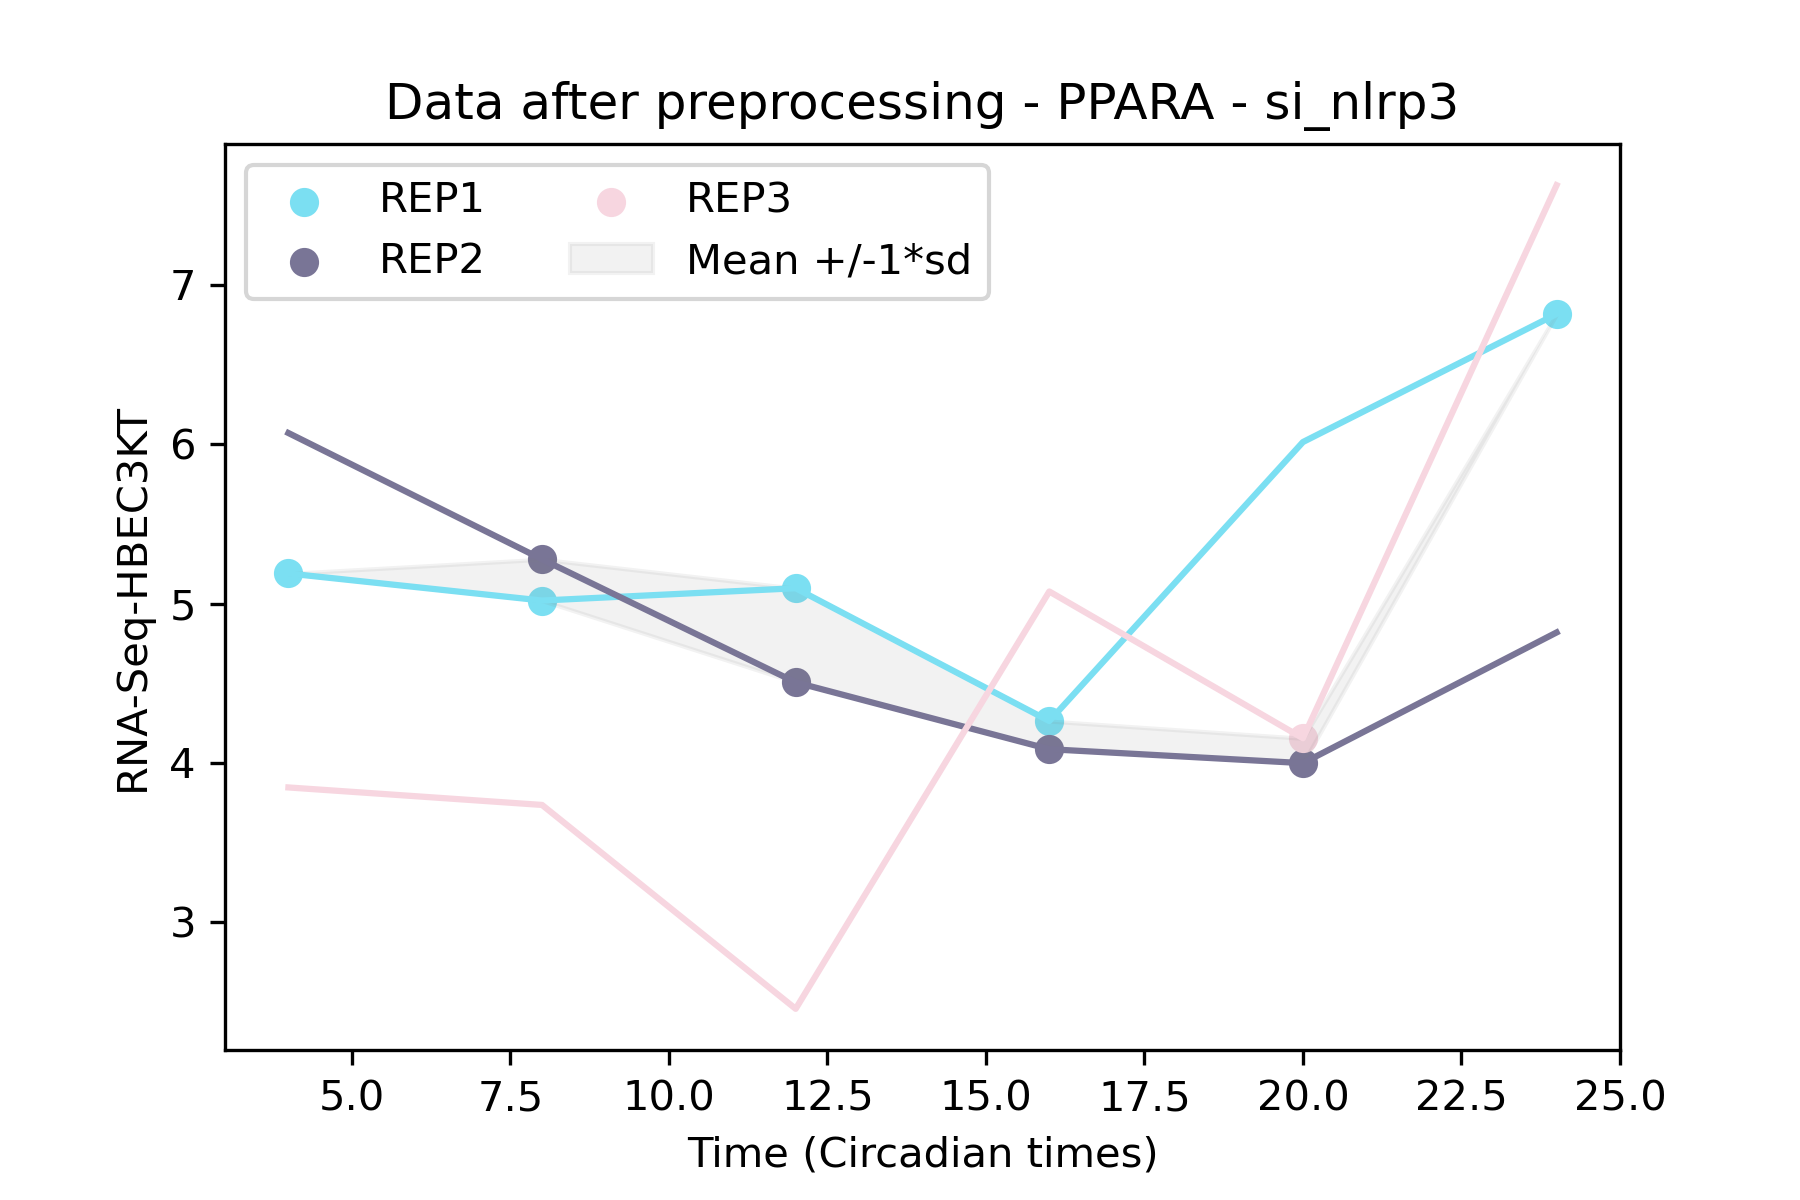 Data after preprocessing - PPARA - si_nlrp3
REP1
REP2
REP3
Mean +/-1*sd
RNA-Seq-HBEC3KT
7
6
5
4
3
5.0 7.5 10.0 12.5 15.0 17.5 20.0 22.5 25.0
Time (Circadian times)